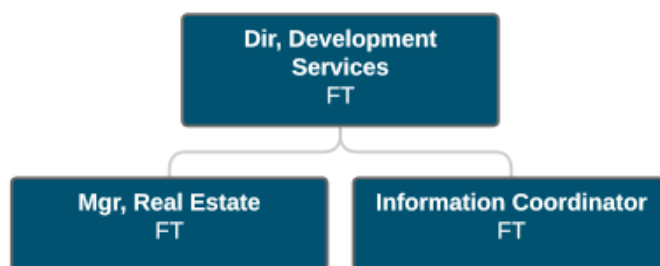 Dir, Development
Services
FT
Mgr, Real Estate
FT
Information Coordinator
FT